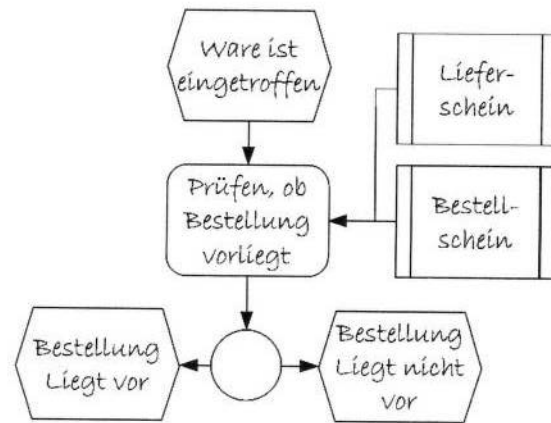 Ware ist
eingetroffen
Liefer-
schein
Prüfen, ob
Bestellung
vorliegt
Bestell-
schein
Bestellung
Liegt vor
Bestellung
Liegt nicht
vor